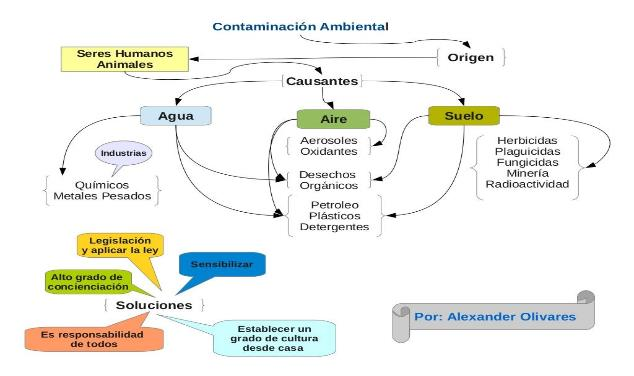 Contaminación Ambiental
Seres Humanos
Animales
Origen
Causantes
Agua
Aire
Suelo
Industrias
Químicos
Metales Pesados
Aerosoles
Oxidantes
Desechos
Orgánicos
Petroleo
Plásticos
Detergentes
Herbicidas
Plaguicidas
Fungicidas
Minería
Radioactividad
Legislación
y aplicar la ley
Sensibilizar
Alto grado de
concienciación
Soluciones
Es responsabilidad
de todos
Establecer un
grado de cultura
desde casa
Por: Alexander Olivares